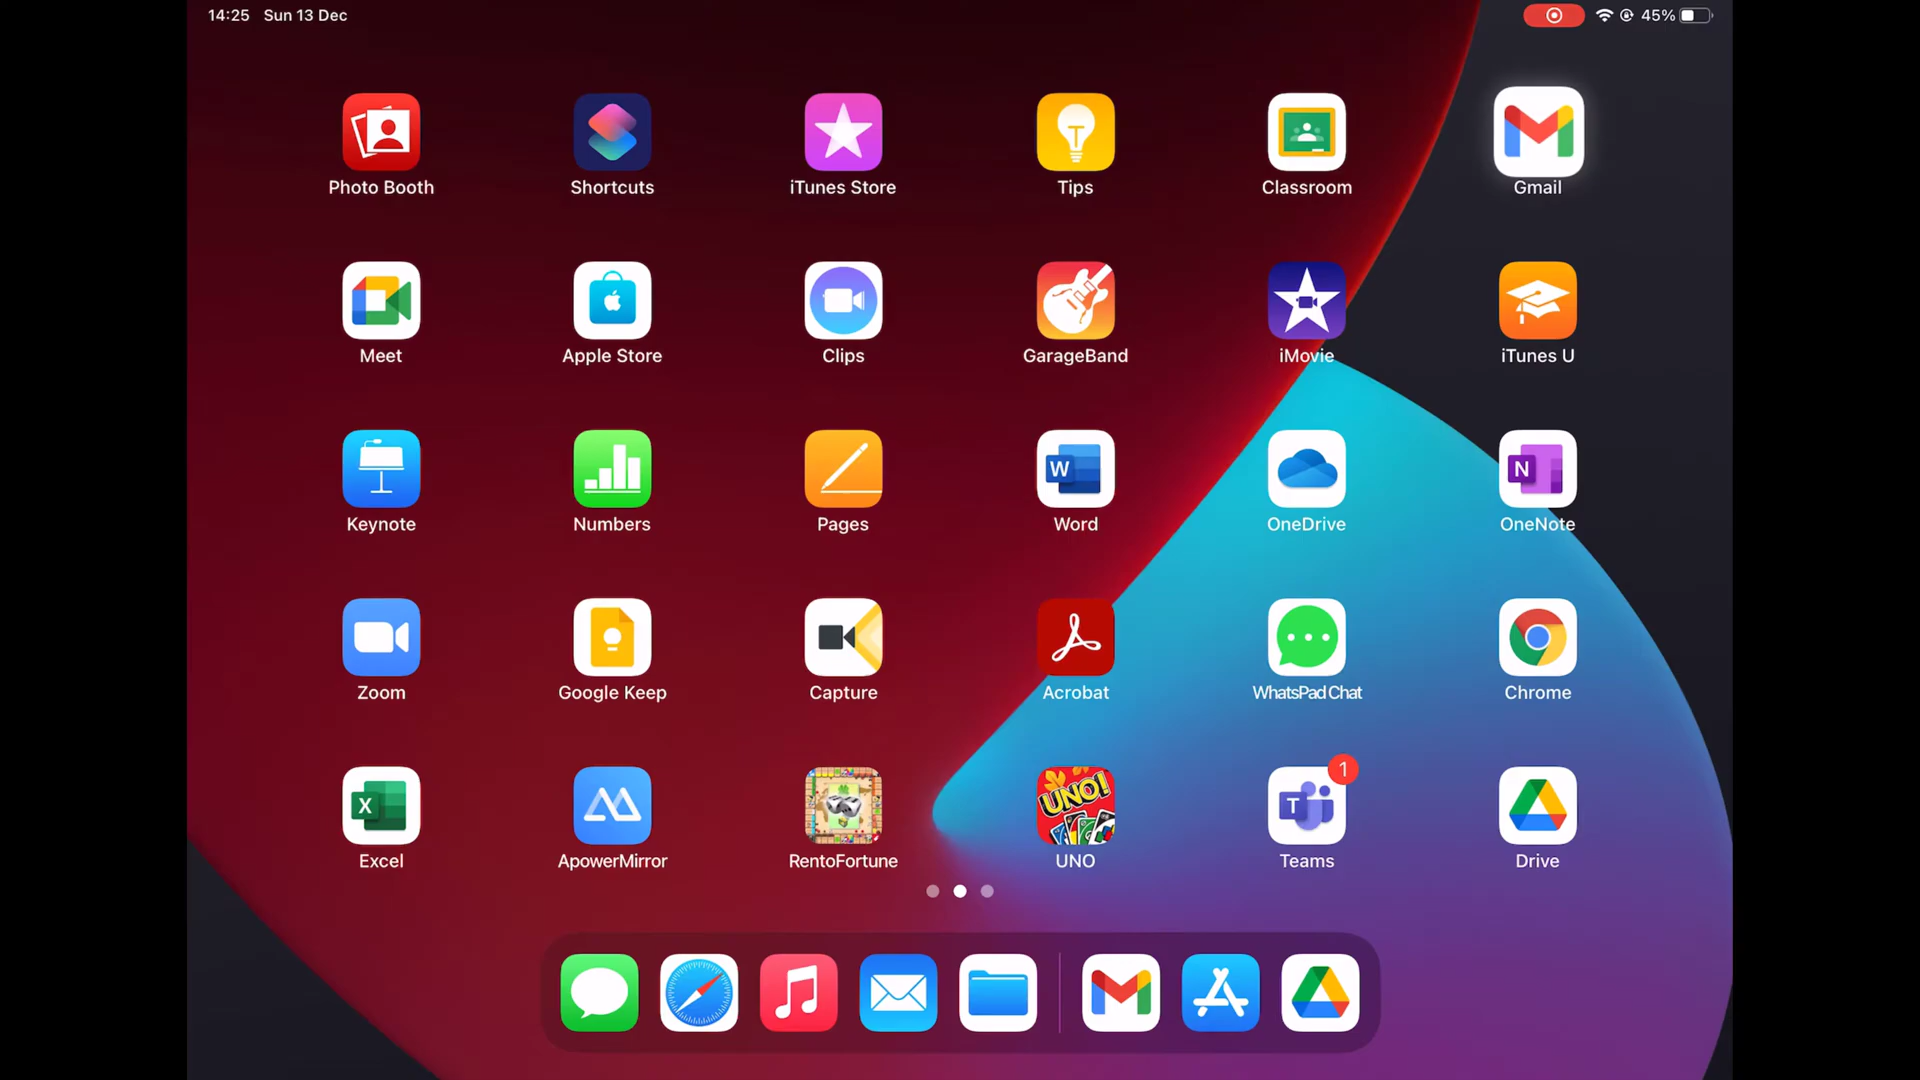 14:25 Sun 13 Dec
45%
Photo Booth
Shortcuts
iTunes Store
Tips
Classroom
Gmail
Meet
Apple Store
Clips
GarageBand
iMovie
iTunes U
Keynote
Numbers
Pages
W
Word
OneDrive
N
OneNote
Zoom
Google Keep
Capture
Acrobat
WhatsPad Chat
Chrome
X
Excel
ApowerMirror
RentoFortune
UNO!
UNO
T
1
Teams
Drive